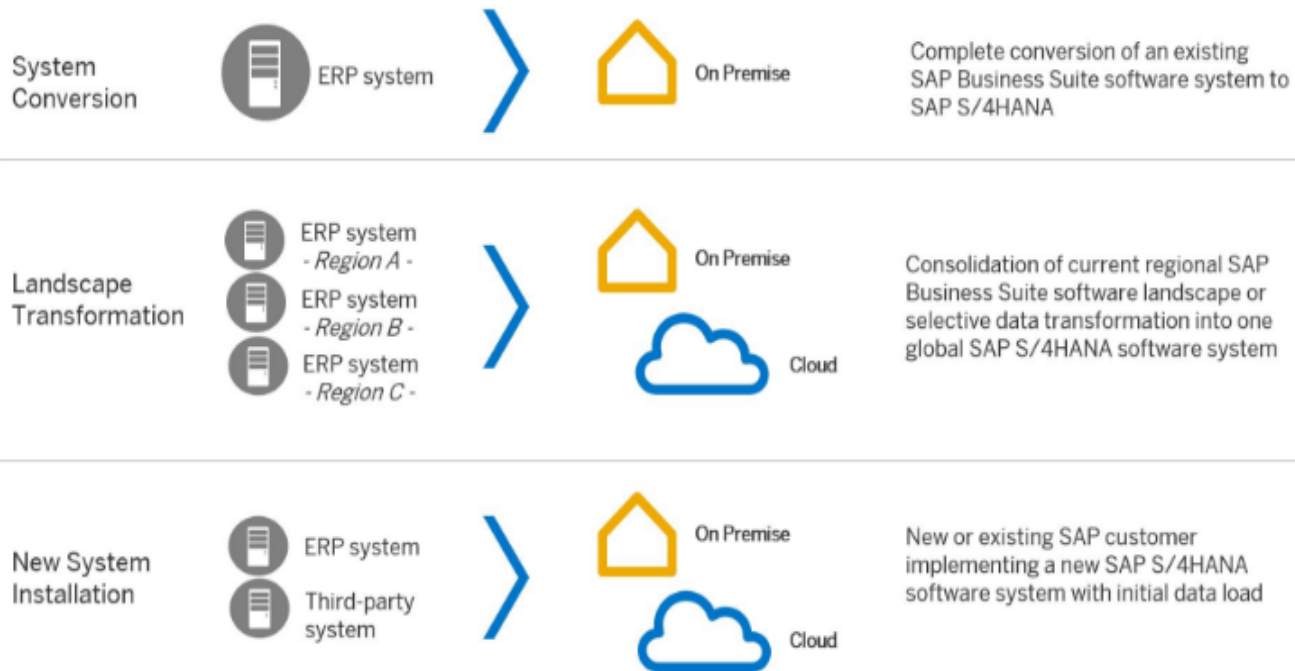 System
Conversion
ERP system
On Premise
Complete conversion of an existing
SAP Business Suite software system to
SAP S/4HANA
Landscape
Transformation
ERP system
- Region A -
ERP system
- Region B -
ERP system
- Region C -
On Premise
Cloud
Consolidation of current regional SAP
Business Suite software landscape or
selective data transformation into one
global SAP S/4HANA software system
New System
Installation
ERP system
Third-party
system
On Premise
Cloud
New or existing SAP customer
implementing a new SAP S/4HANA
software system with initial data load